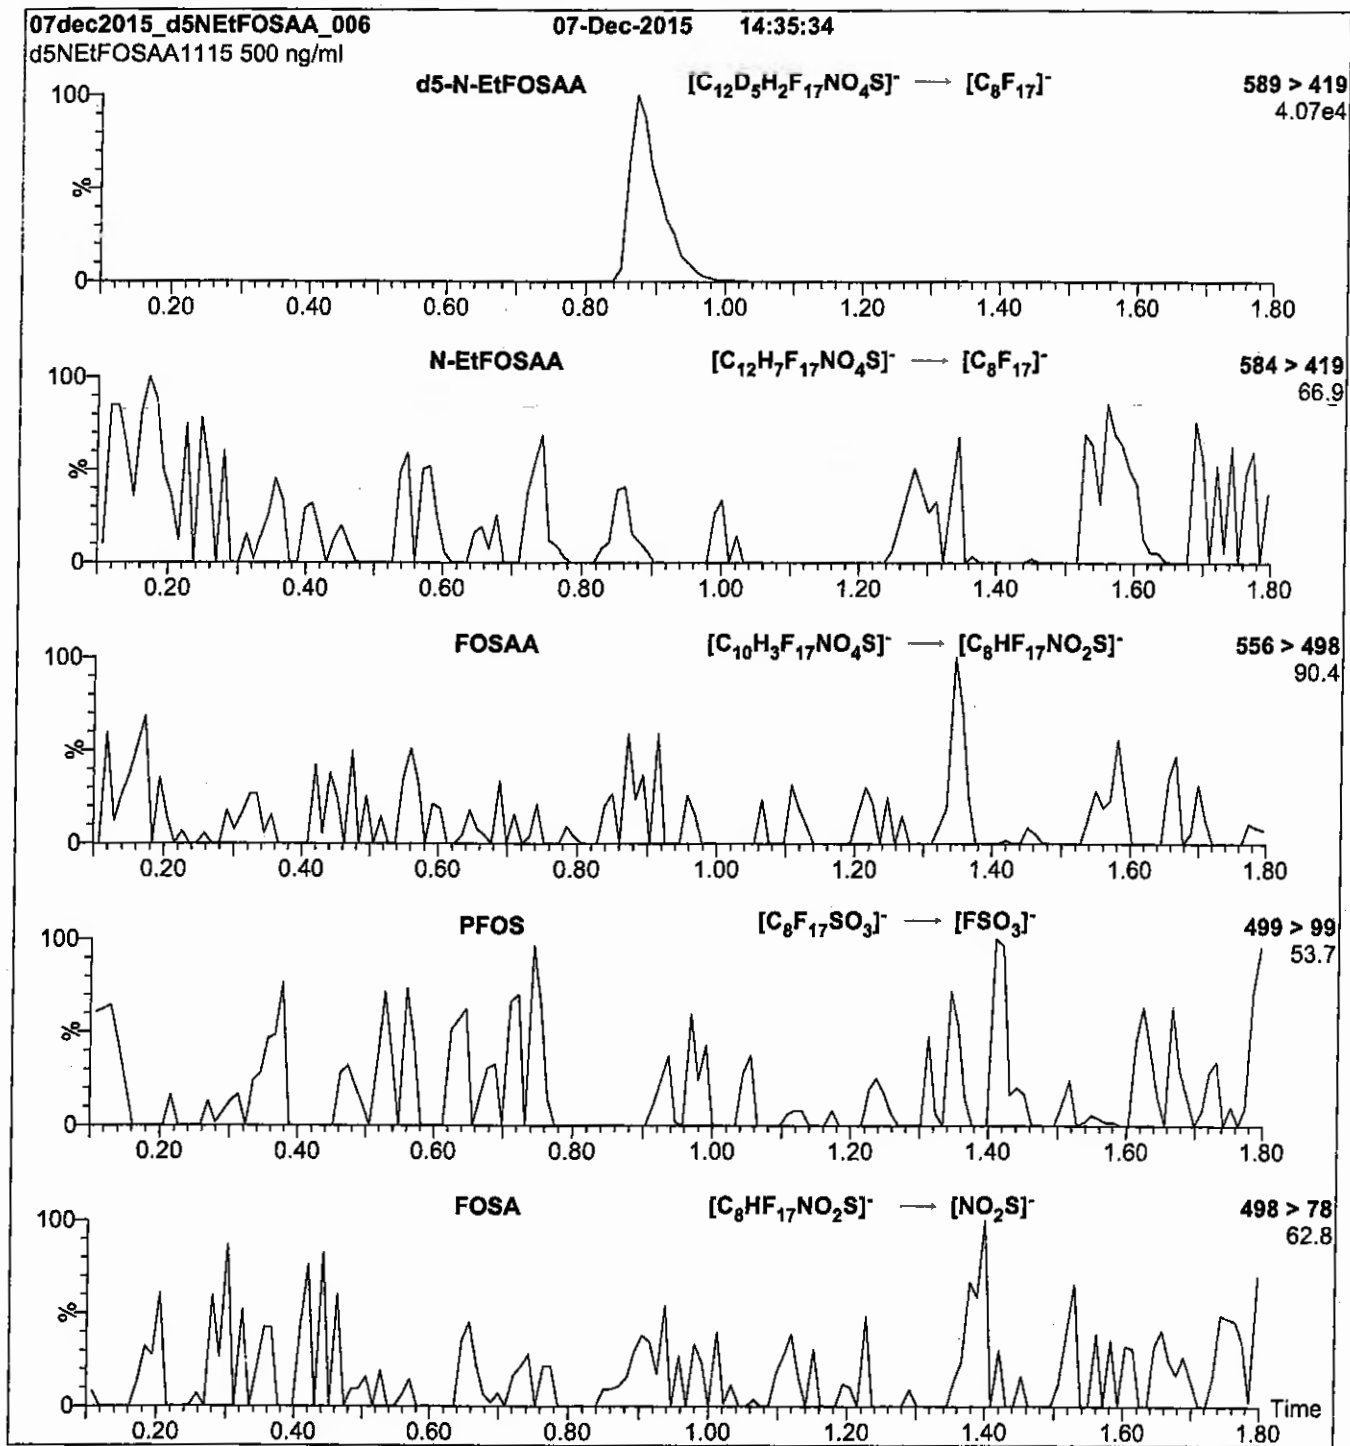 07dec2015_d5NEtFOSAA_006 07-Dec-2015 14:35:34
d5NEtFOSAA1115 500 ng/ml
d5-N-EtFOSAA [C₁₂D₅H₂F₁₇NO₄S]⁻ → [C₈F₁₇]⁻ 589 > 419
4.07e4
100
%
0
0.20 0.40 0.60 0.80 1.00 1.20 1.40 1.60 1.80
N-EtFOSAA [C₁₂H₇F₁₇NO₄S]⁻ → [C₈F₁₇]⁻ 584 > 419
66.9
100
%
0
0.20 0.40 0.60 0.80 1.00 1.20 1.40 1.60 1.80
FOSAA [C₁₀H₃F₁₇NO₄S]⁻ → [C₈HF₁₇NO₂S]⁻ 556 > 498
90.4
100
%
0
0.20 0.40 0.60 0.80 1.00 1.20 1.40 1.60 1.80
PFOS [C₈F₁₇SO₃]⁻ → [FSO₃]⁻ 499 > 99
53.7
100
%
0
0.20 0.40 0.60 0.80 1.00 1.20 1.40 1.60 1.80
FOSA [C₈HF₁₇NO₂S]⁻ → [NO₂S]⁻ 498 > 78
62.8
100
%
0
Time
0.20 0.40 0.60 0.80 1.00 1.20 1.40 1.60 1.80